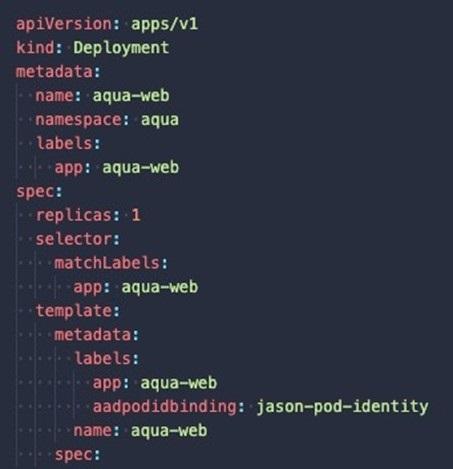 apiVersion: apps/v1
kind: Deployment
metadata:
  name: aqua-web
  namespace: aqua
  labels:
    app: aqua-web
spec:
  replicas: 1
  selector:
    matchLabels:
      app: aqua-web
  template:
    metadata:
      labels:
        app: aqua-web
        aadpodidbinding: jason-pod-identity
      name: aqua-web
    spec: